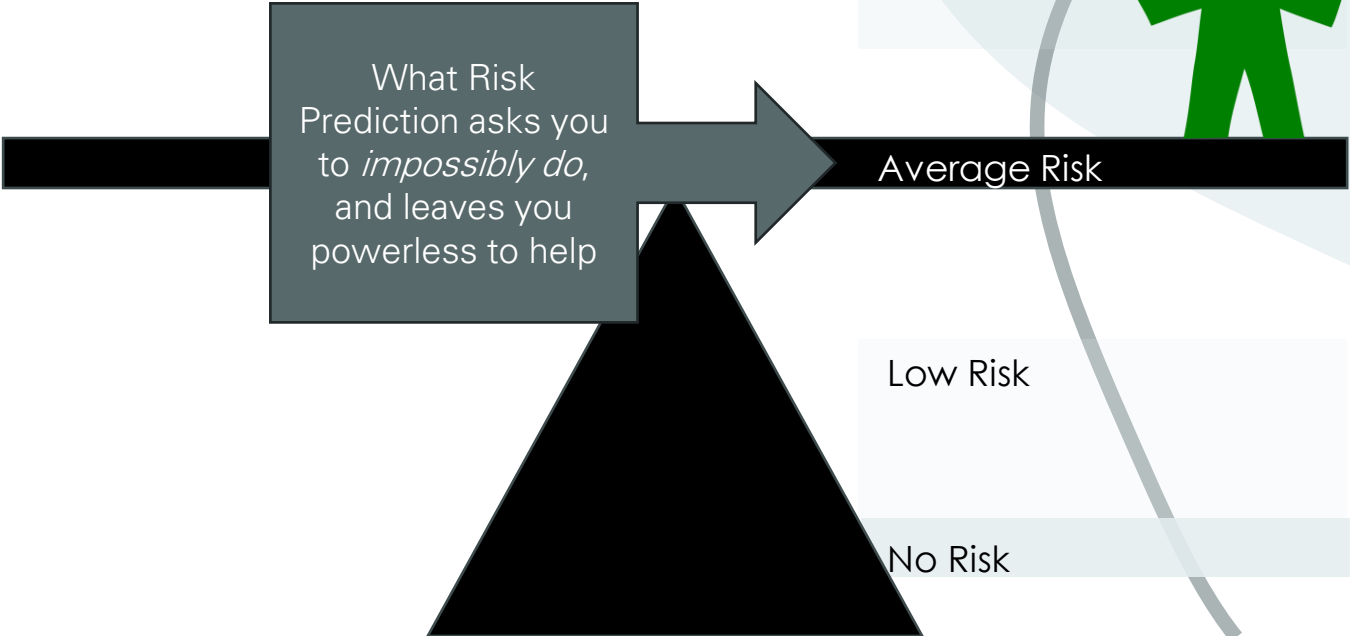 What Risk
Prediction asks you
to impossibly do,
and leaves you
powerless to help
Average Risk
Low Risk
No Risk